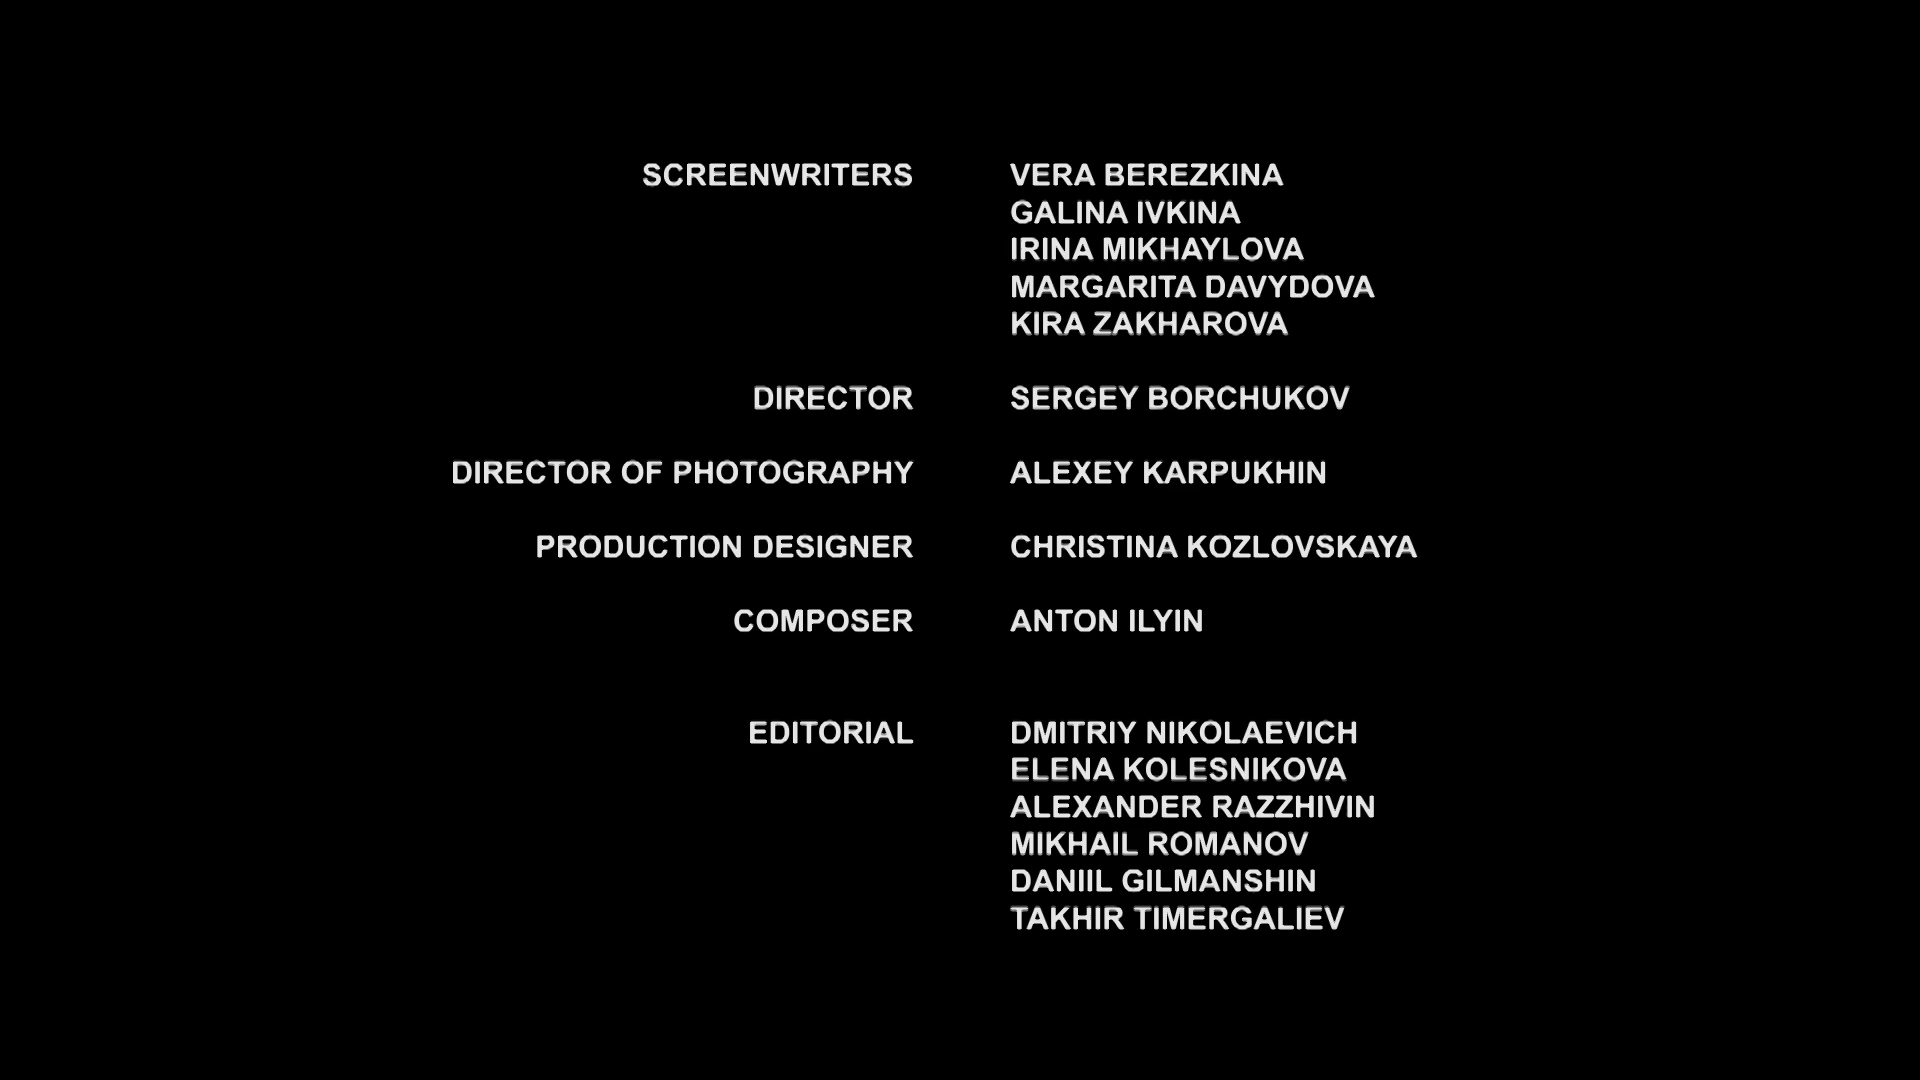 SCREENWRITERS VERA BEREZKINA
GALINA IVKINA
IRINA MIKHAYLOVA
MARGARITA DAVYDOVA
KIRA ZAKHAROVA
DIRECTOR SERGEY BORCHUKOV
DIRECTOR OF PHOTOGRAPHY ALEXEY KARPUKHIN
PRODUCTION DESIGNER CHRISTINA KOZLOVSKAYA
COMPOSER ANTON ILYIN
EDITORIAL DMITRIY NIKOLAEVICH
ELENA KOLESNIKOVA
ALEXANDER RAZZHIVIN
MIKHAIL ROMANOV
DANIIL GILMANSHIN
TAKHIR TIMERGALIEV